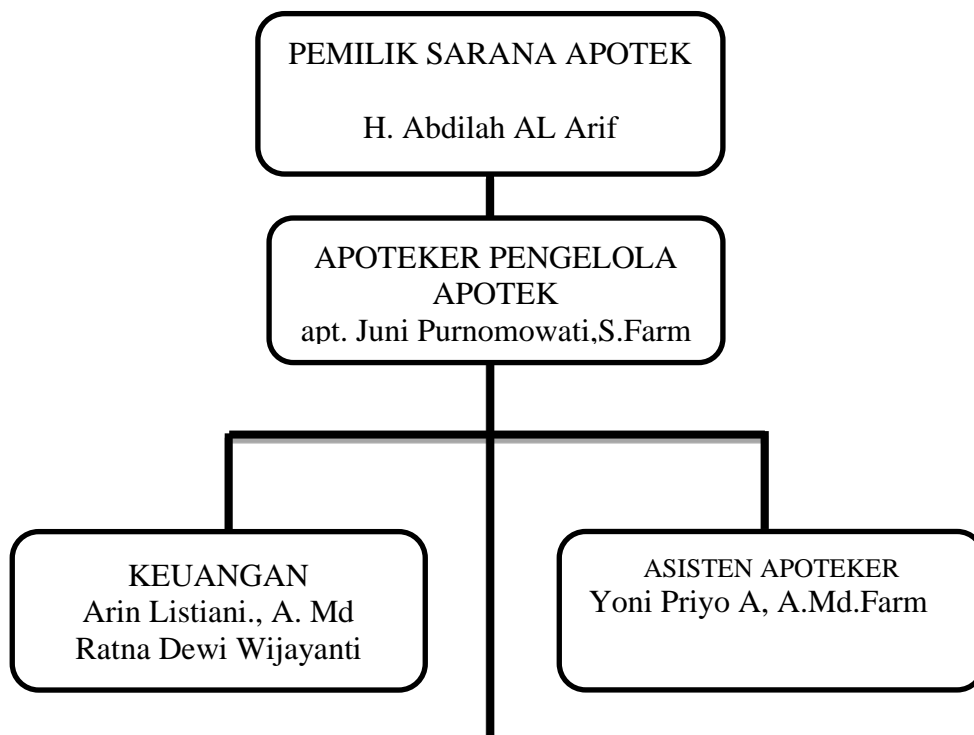 PEMILIK SARANA APOTEK
H. Abdilah AL Arif
APOTEKER PENGELOLA
APOTEK
apt. Juni Purnomowati,S.Farm
KEUANGAN
Arin Listiani., A. Md
Ratna Dewi Wijayanti
ASISTEN APOTEKER
Yoni Priyo A, A.Md.Farm